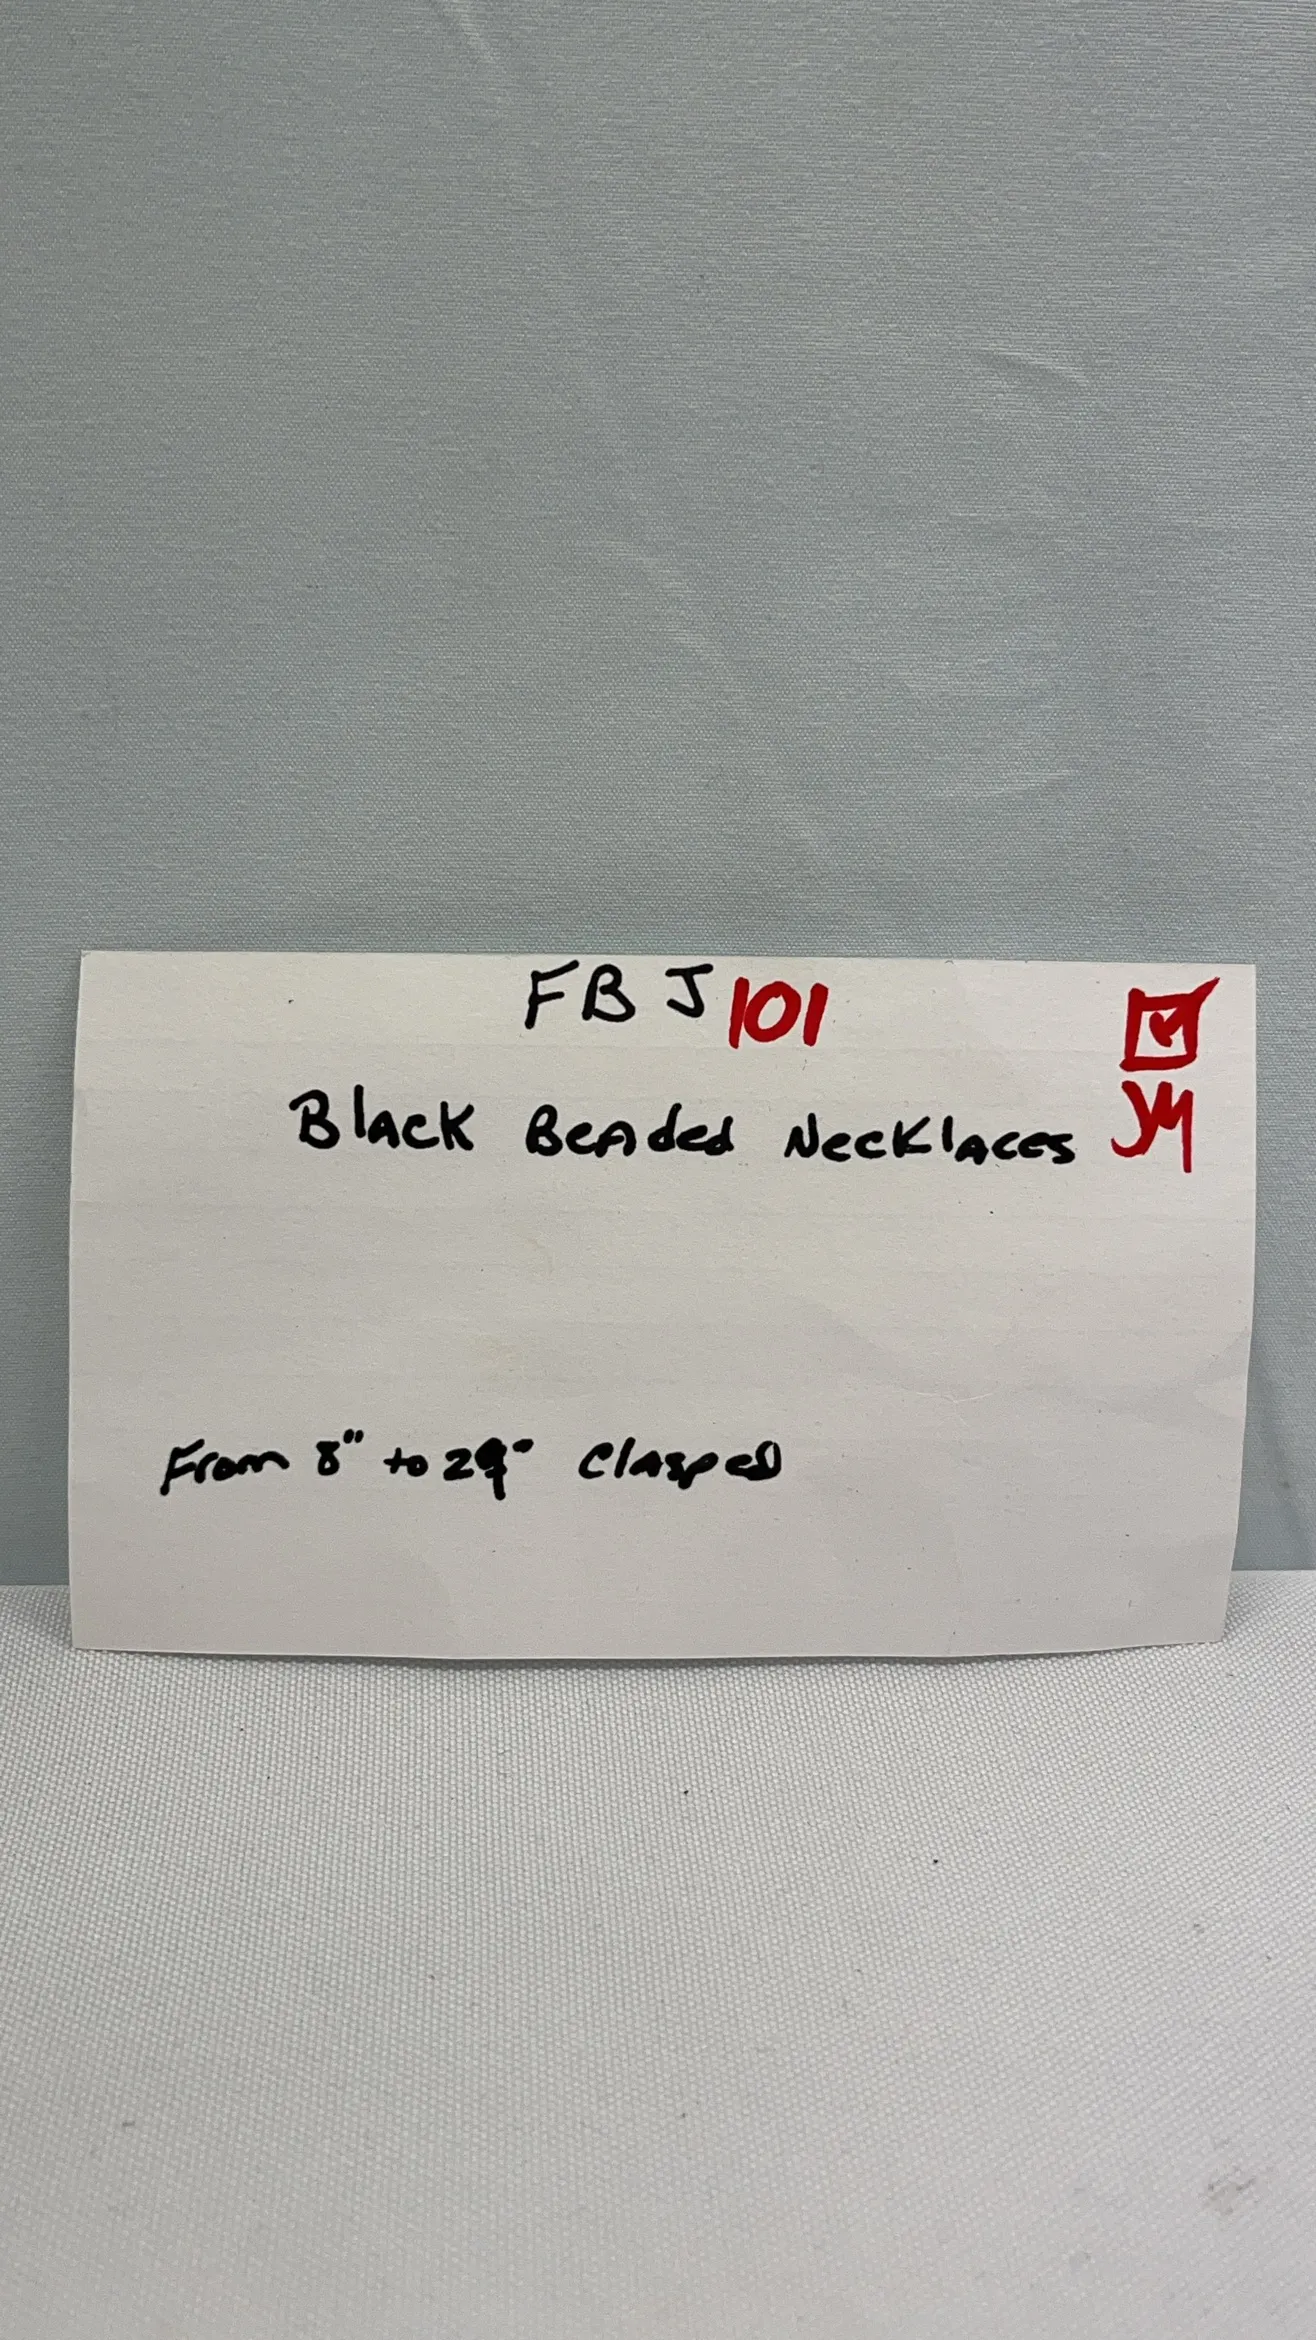 FBJ 101
Black Beaded Necklaces
JM
From 8" to 29" Clasped